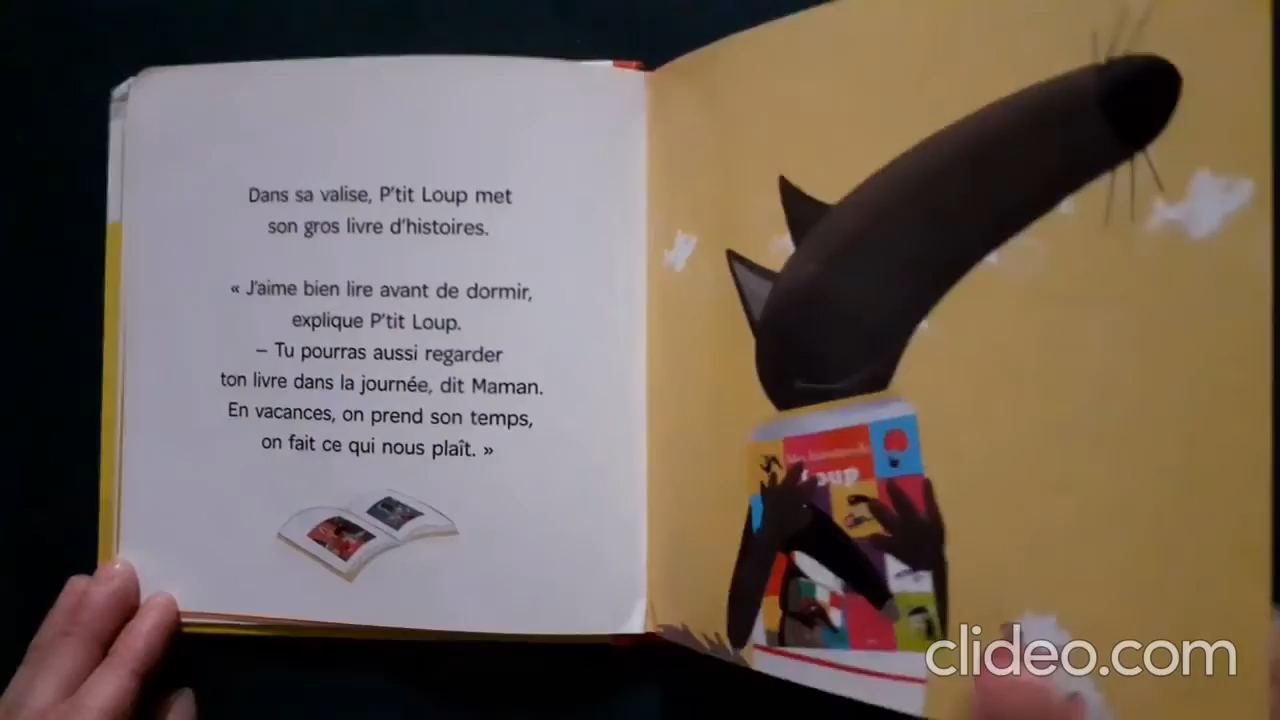 Dans sa valise, P'tit Loup met
son gros livre d'histoires.
« J'aime bien lire avant de dormir,
explique P'tit Loup.
– Tu pourras aussi regarder
ton livre dans la journée, dit Maman.
En vacances, on prend son temps,
on fait ce qui nous plaît. »
clideo.com